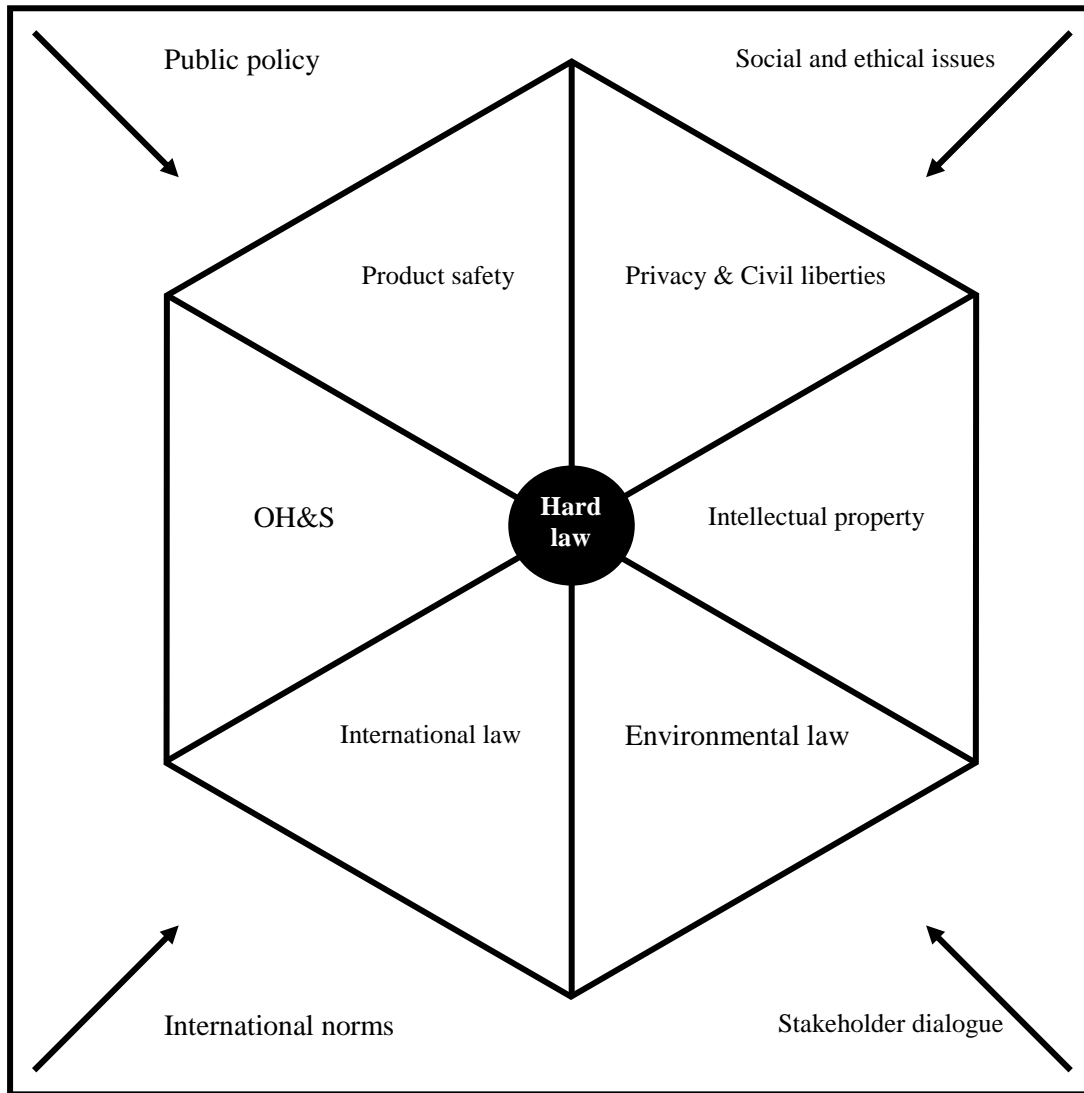 Public policy
Social and ethical issues
Product safety
Privacy & Civil liberties
OH&S
Hard
law
Intellectual property
International law
Environmental law
International norms
Stakeholder dialogue